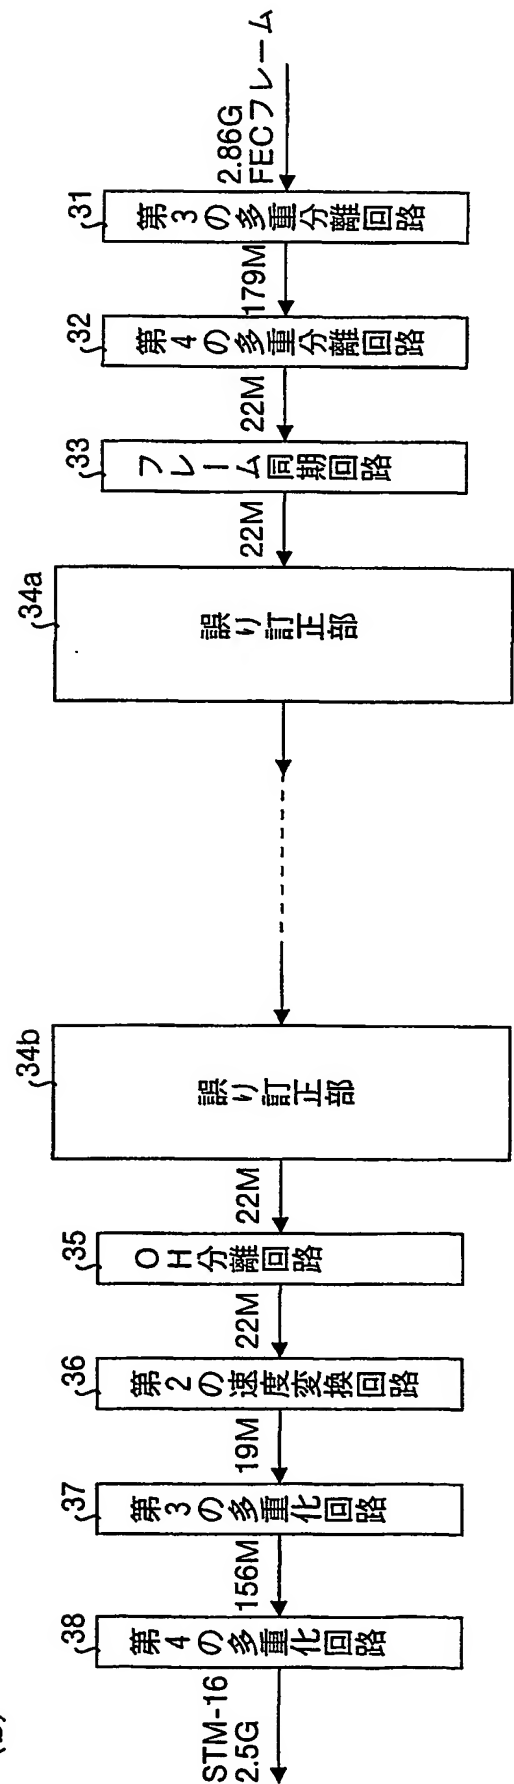 2.86G
FECフレーム
31
第3の多重分離回路
179M
32
第4の多重分離回路
22M
33
フレーム同期回路
22M
34a
誤り訂正部
34b
誤り訂正部
22M
35
OH分離回路
22M
36
第2の速度変換回路
19M
37
第3の多重化回路
156M
38
第4の多重化回路
STM-16
2.5G